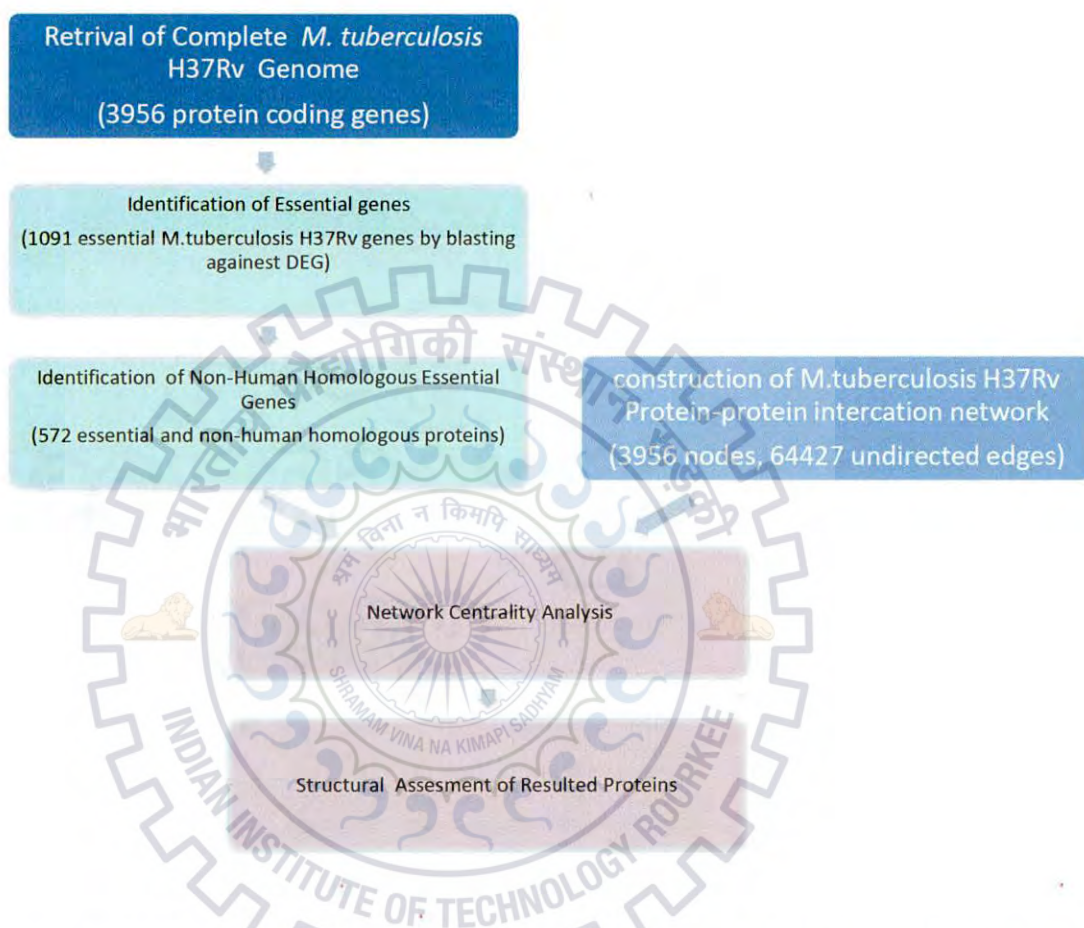 Retrival of Complete M. tuberculosis
H37Rv Genome
(3956 protein coding genes)
Identification of Essential genes
(1091 essential M.tuberculosis H37Rv genes by blasting
againest DEG)
Identification of Non-Human Homologous Essential
Genes
(572 essential and non-human homologous proteins)
construction of M.tuberculosis H37Rv
Protein-protein intercation network
(3956 nodes, 64427 undirected edges)
Network Centrality Analysis
Structural Assesment of Resulted Proteins
भारतीय प्रौद्योगिकी संस्थान रुड़की
श्रमं विना न किमपि साध्यम्
SHRAMAM VINA NA KIMAPI SADHYAM
INDIAN INSTITUTE OF TECHNOLOGY ROORKEE